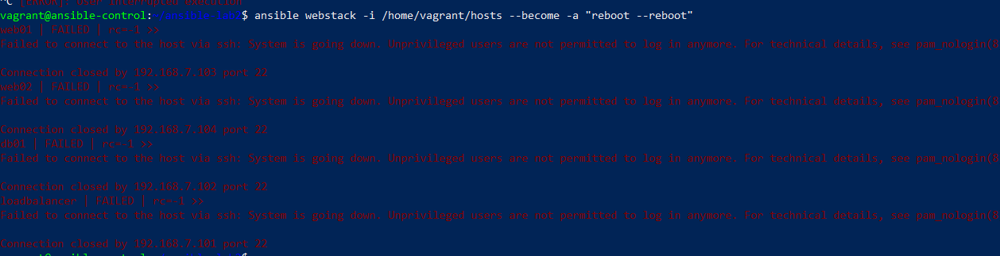 ^C [ERROR]: User interrupted execution
vagrant@ansible-control:~/ansible-lab2$ ansible webstack -i /home/vagrant/hosts --become -a "reboot --reboot"
web01 | FAILED | rc=-1 >>
Failed to connect to the host via ssh: System is going down. Unprivileged users are not permitted to log in anymore. For technical details, see pam_nologin(8
Connection closed by 192.168.7.103 port 22
web02 | FAILED | rc=-1 >>
Failed to connect to the host via ssh: System is going down. Unprivileged users are not permitted to log in anymore. For technical details, see pam_nologin(8
Connection closed by 192.168.7.104 port 22
db01 | FAILED | rc=-1 >>
Failed to connect to the host via ssh: System is going down. Unprivileged users are not permitted to log in anymore. For technical details, see pam_nologin(8
Connection closed by 192.168.7.102 port 22
loadbalancer | FAILED | rc=-1 >>
Failed to connect to the host via ssh: System is going down. Unprivileged users are not permitted to log in anymore. For technical details, see pam_nologin(8
Connection closed by 192.168.7.101 port 22